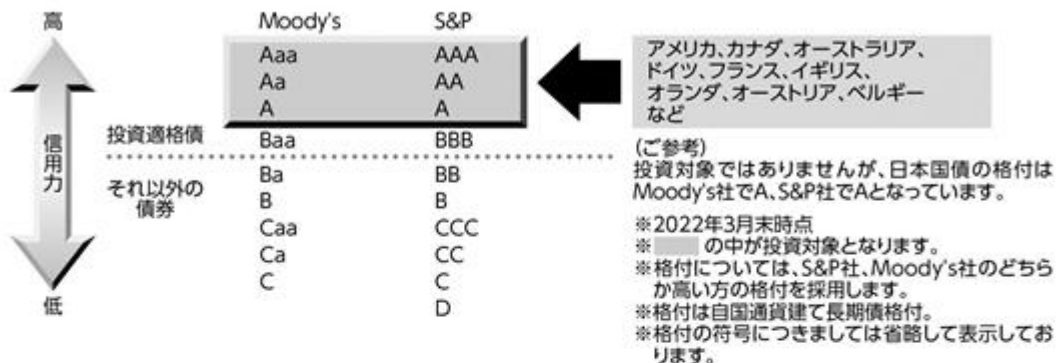 高
Moody's S&P
Aaa AAA
Aa AA
A A
Baa BBB
Ba BB
B B
Caa CCC
Ca CC
C C
D
信用力
低
投資適格債
それ以外の
債券
アメリカ、カナダ、オーストラリア、
ドイツ、フランス、イギリス、
オランダ、オーストリア、ベルギー
など
(ご参考)
投資対象ではありませんが、日本国債の格付は
Moody's社でA、S&P社でAとなっています。
※2022年3月末時点
※ の中が投資対象となります。
※格付については、S&P社、Moody's社のどちら
か高い方の格付を採用します。
※格付は自国通貨建て長期債格付。
※格付の符号につきましては省略して表示してお
ります。